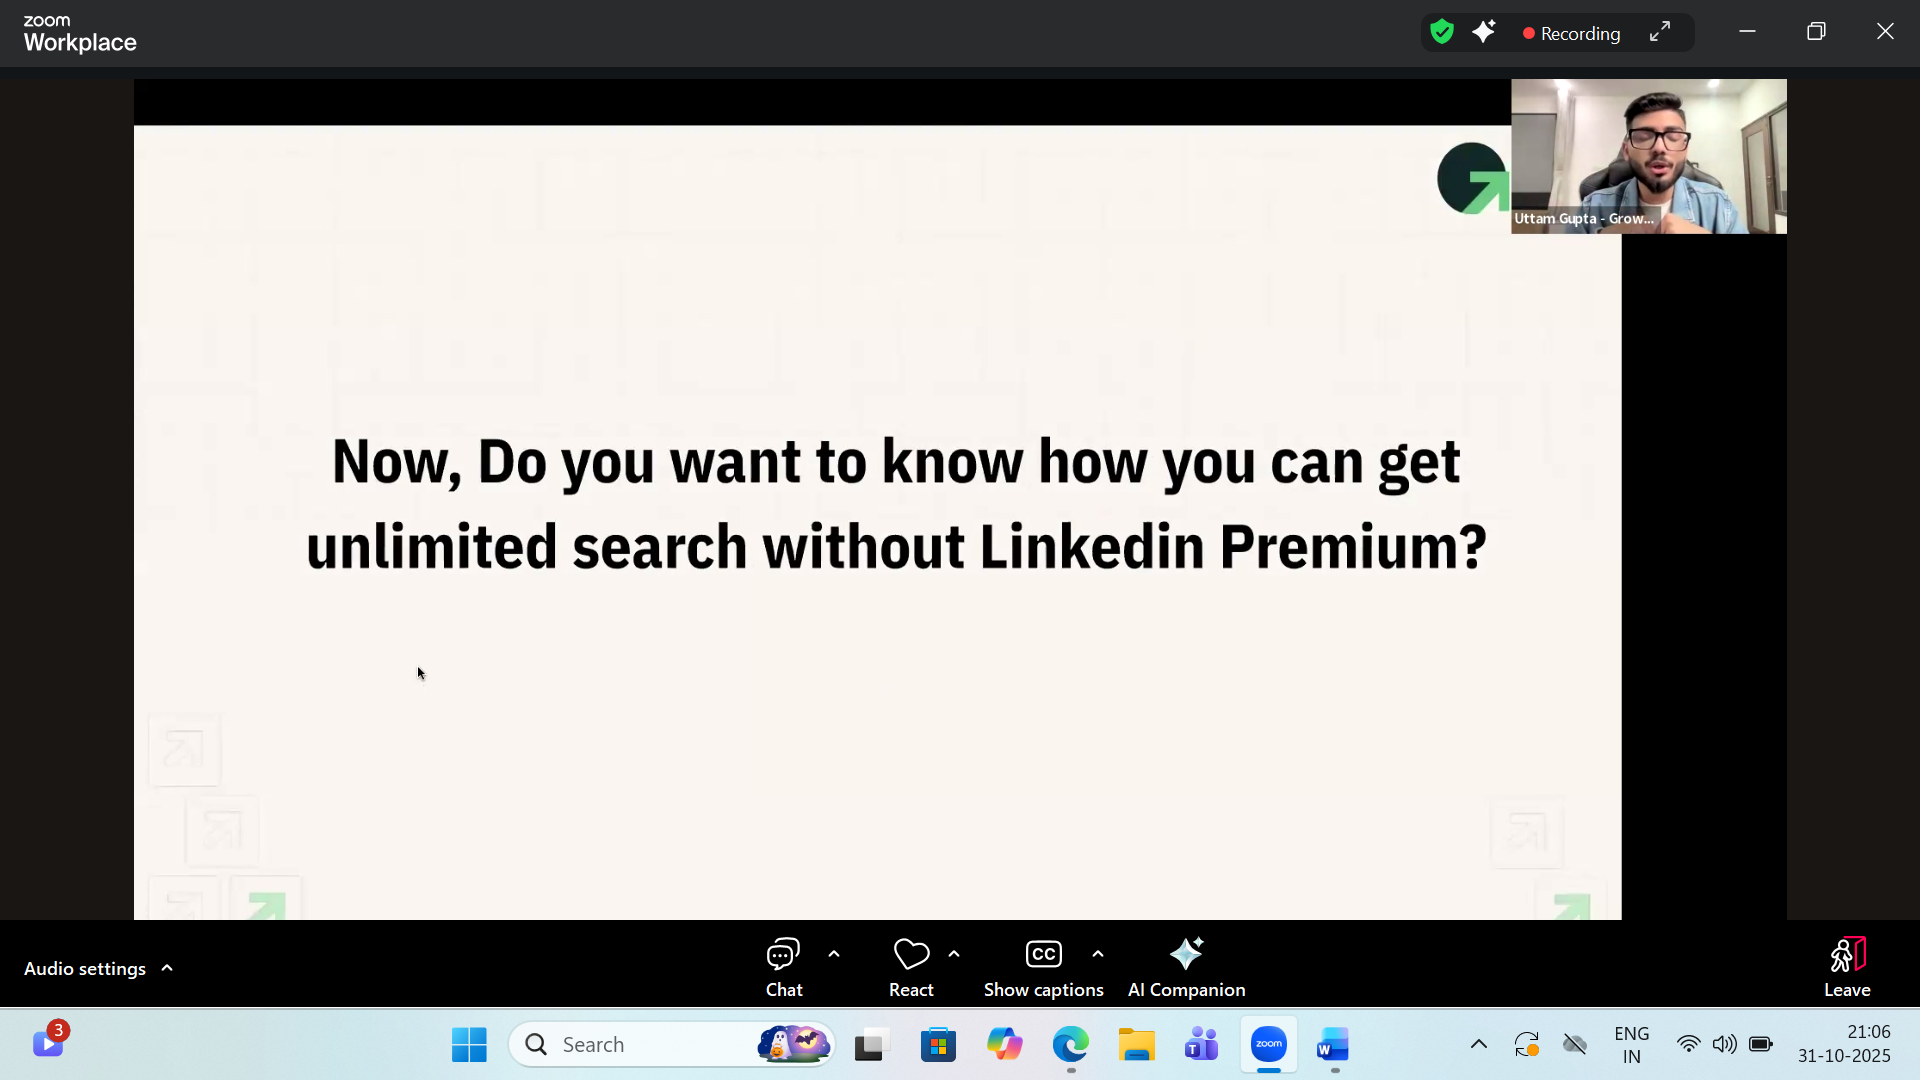 zoom
Workplace
Recording
Uttam Gupta - Grow...
Now, Do you want to know how you can get
unlimited search without Linkedin Premium?
Audio settings
CC
Chat
React
Show captions
AI Companion
Leave
3
Search
T
zoom
W
ENG
IN
21:06
31-10-2025